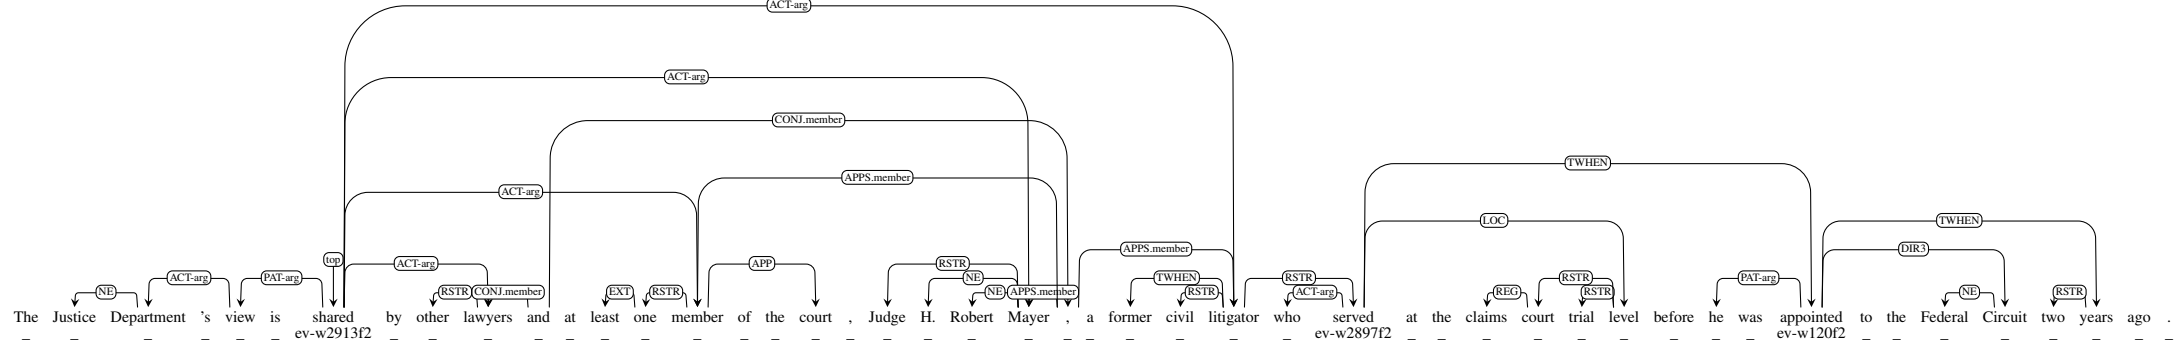 ACT-arg
ACT-arg
CONJ.member
TWHEN
APPS.member
ACT-arg
LOC TWHEN
APPS.member DIR3
top
ACT-arg APP RSTR
ACT-arg PAT-arg NE TWHEN RSTR RSTR PAT-arg
NE RSTR CONJ.member EXT RSTR NE APPS.member RSTR ACT-arg REG RSTR NE RSTR
The Justice Department 's view is shared by other lawyers and at least one member of the court , Judge H. Robert Mayer , a former civil litigator who served at the claims court trial level before he was appointed to the Federal Circuit two years ago .
_ _ _ _ _ _ ev-w2913f2 _ _ _ _ _ _ _ _ _ _ _ _ _ _ _ _ _ _ _ _ _ _ ev-w2897f2 _ _ _ _ _ _ _ _ _ ev-w120f2 _ _ _ _ _ _ _ _